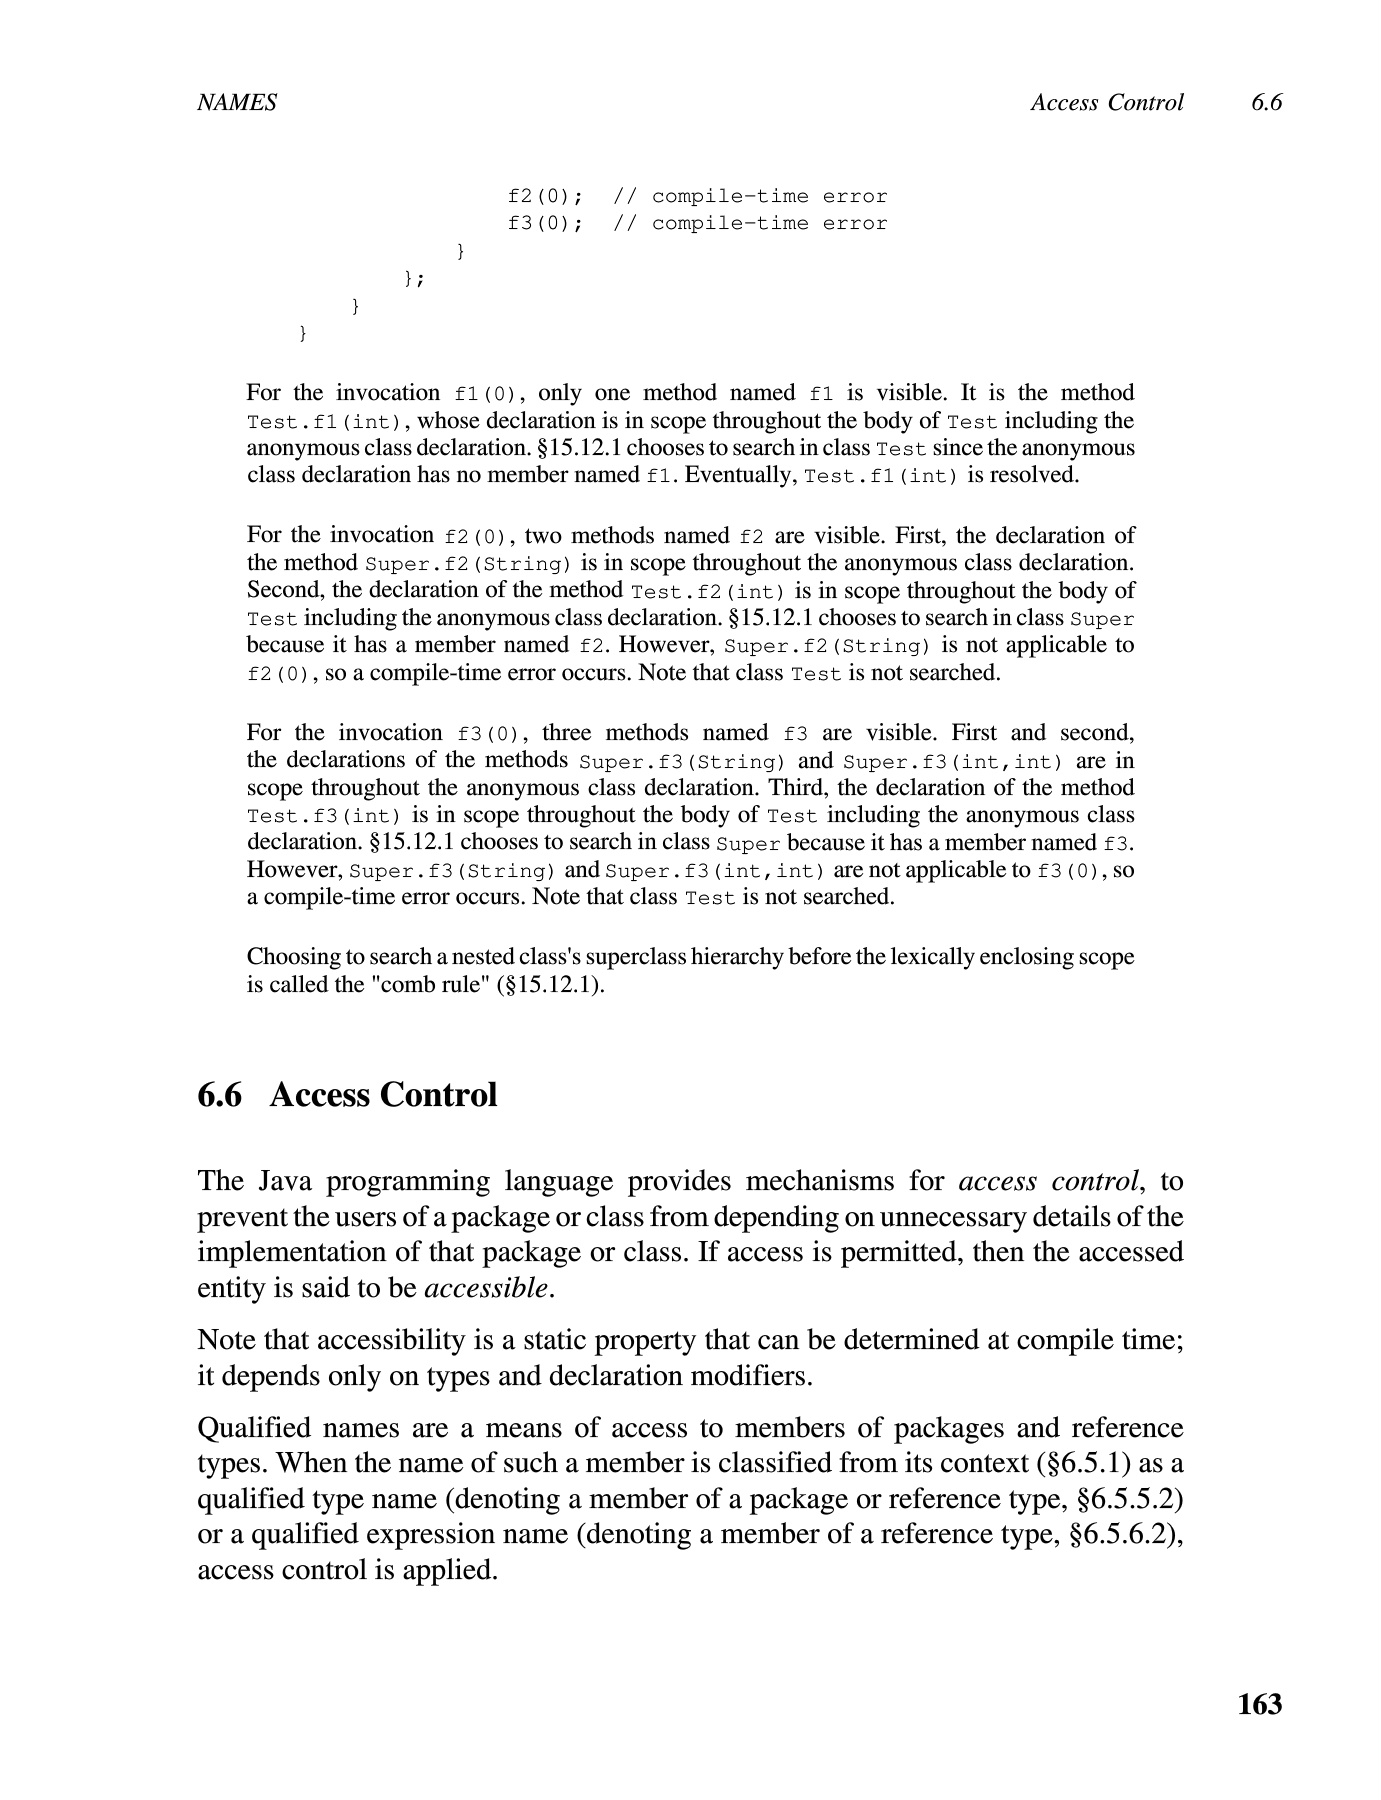 NAMES Access Control 6.6
f2(0);  // compile-time error
f3(0);  // compile-time error
}
};
}
}
For the invocation f1(0), only one method named f1 is visible. It is the method
Test.f1(int), whose declaration is in scope throughout the body of Test including the
anonymous class declaration. §15.12.1 chooses to search in class Test since the anonymous
class declaration has no member named f1. Eventually, Test.f1(int) is resolved.
For the invocation f2(0), two methods named f2 are visible. First, the declaration of
the method Super.f2(String) is in scope throughout the anonymous class declaration.
Second, the declaration of the method Test.f2(int) is in scope throughout the body of
Test including the anonymous class declaration. §15.12.1 chooses to search in class Super
because it has a member named f2. However, Super.f2(String) is not applicable to
f2(0), so a compile-time error occurs. Note that class Test is not searched.
For the invocation f3(0), three methods named f3 are visible. First and second,
the declarations of the methods Super.f3(String) and Super.f3(int,int) are in
scope throughout the anonymous class declaration. Third, the declaration of the method
Test.f3(int) is in scope throughout the body of Test including the anonymous class
declaration. §15.12.1 chooses to search in class Super because it has a member named f3.
However, Super.f3(String) and Super.f3(int,int) are not applicable to f3(0), so
a compile-time error occurs. Note that class Test is not searched.
Choosing to search a nested class's superclass hierarchy before the lexically enclosing scope
is called the "comb rule" (§15.12.1).
6.6 Access Control
The Java programming language provides mechanisms for access control, to
prevent the users of a package or class from depending on unnecessary details of the
implementation of that package or class. If access is permitted, then the accessed
entity is said to be accessible.
Note that accessibility is a static property that can be determined at compile time;
it depends only on types and declaration modifiers.
Qualified names are a means of access to members of packages and reference
types. When the name of such a member is classified from its context (§6.5.1) as a
qualified type name (denoting a member of a package or reference type, §6.5.5.2)
or a qualified expression name (denoting a member of a reference type, §6.5.6.2),
access control is applied.
163